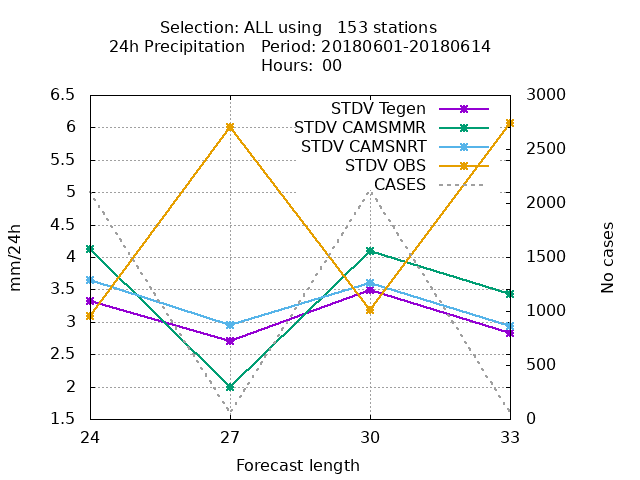 Selection: ALL using   153 stations
24h Precipitation   Period: 20180601-20180614
Hours: 00
6.5
6
5.5
5
4.5
4
3.5
3
2.5
2
1.5
3000
2500
2000
1500
1000
500
0
STDV Tegen
STDV CAMSMMR
STDV CAMSNRT
STDV OBS
CASES
mm/24h
No cases
24 27 30 33
Forecast length